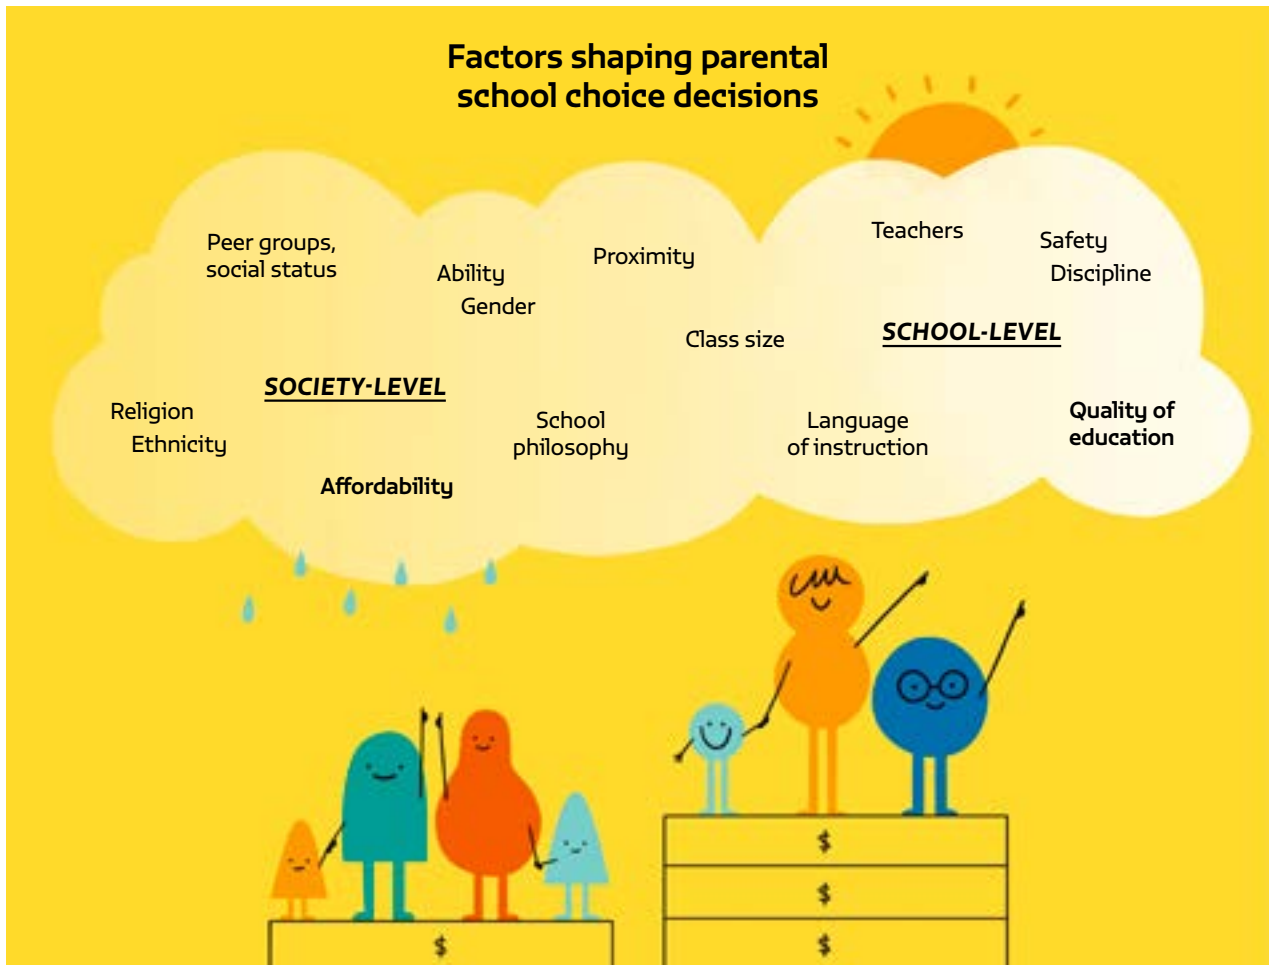 Factors shaping parental
school choice decisions
Peer groups,
social status
Ability
Gender
Proximity
Teachers
Safety
Discipline
Class size
SCHOOL-LEVEL
SOCIETY-LEVEL
Religion
Ethnicity
School
philosophy
Language
of instruction
Quality of
education
Affordability
$
$
$
$